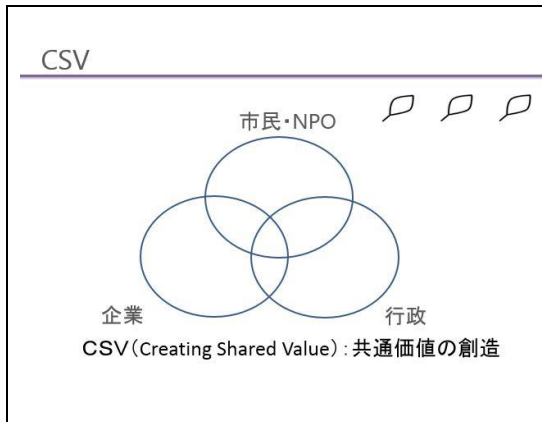 CSV
市民・NPO
企業
行政
CSV(Creating Shared Value):共通価値の創造